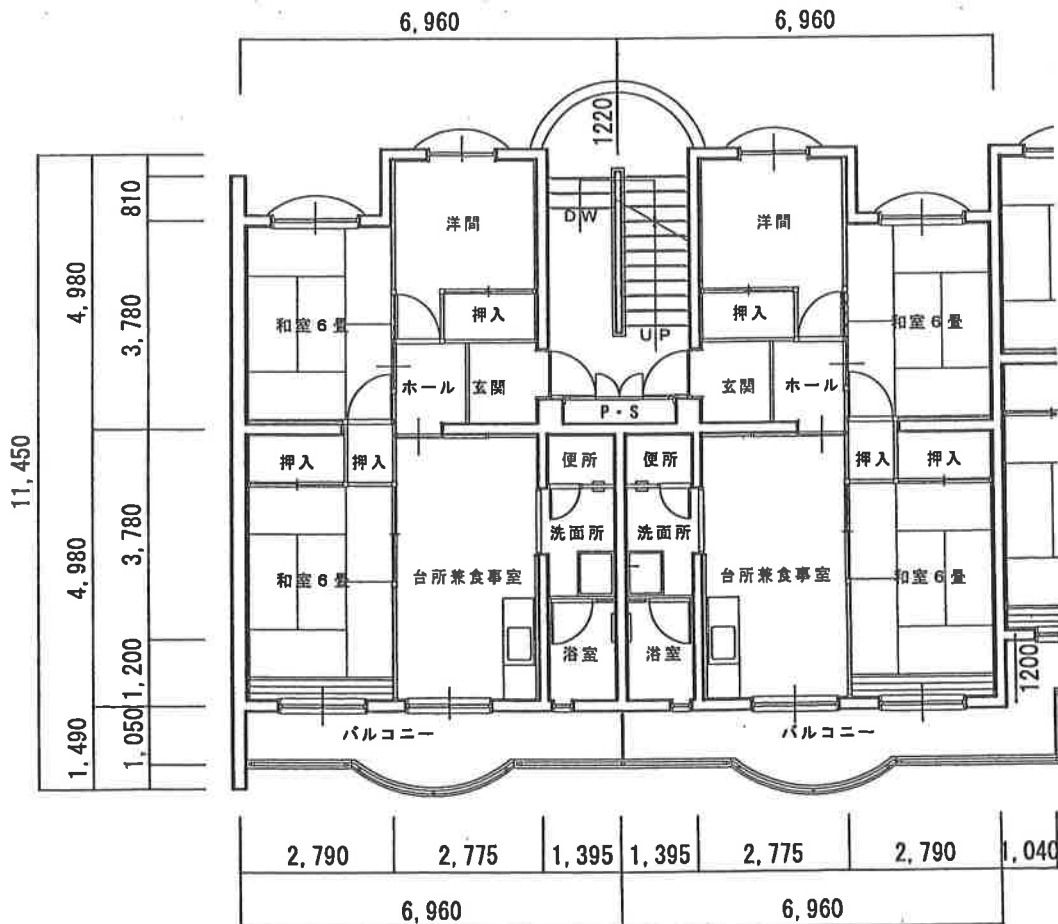 6,960 6,960
1220
810
4,980
3,780
11,450
4,980
3,780
1,200
1,490
1,050
1200
洋間 洋間
DW
押入 押入
UP
和室6畳 和室6畳
ホール 玄関 玄関 ホール
P・S
押入 押入 便所 便所 押入 押入
洗面所 洗面所
和室6畳 台所兼食事室 台所兼食事室 和室6畳
浴室 浴室
バルコニー バルコニー
2,790 2,775 1,395 1,395 2,775 2,790 1,040
6,960 6,960